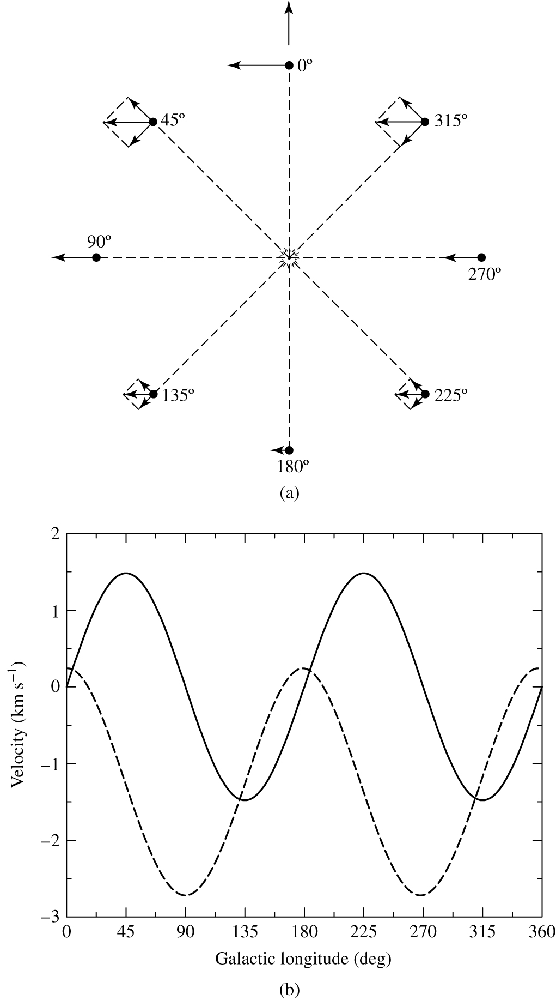 0º
45º 315º
90º
270º
135º 225º
180º
(a)
2
1
0
−1
−2
−3
Velocity (km s⁻¹)
0 45 90 135 180 225 270 315 360
Galactic longitude (deg)
(b)